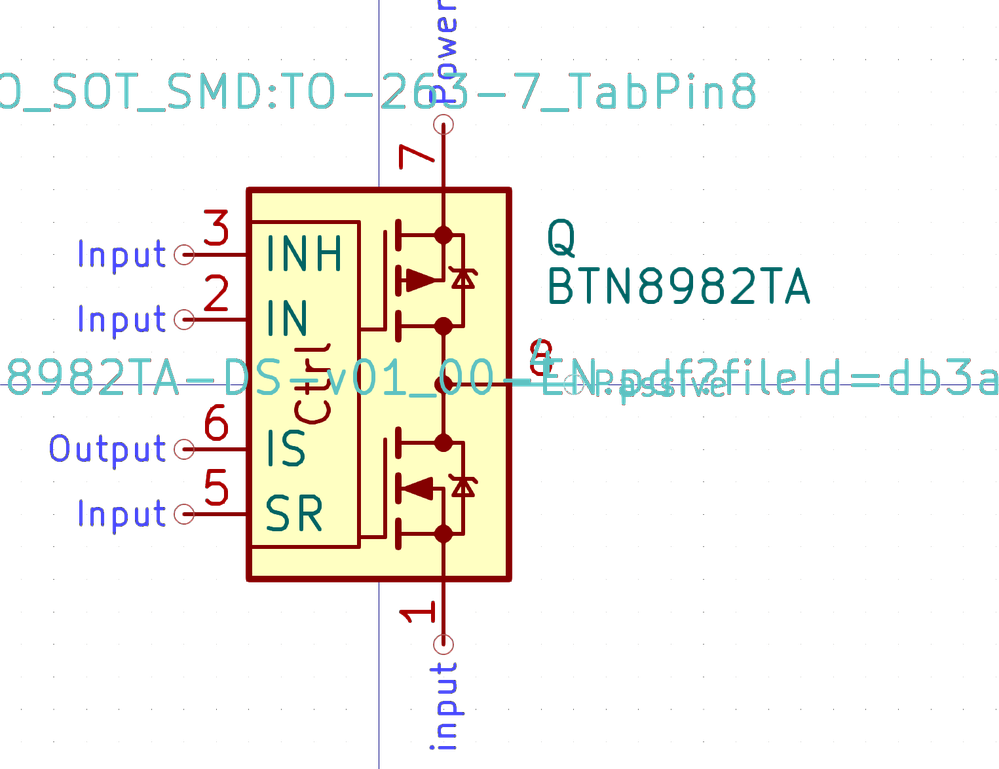 Power
O_SOT_SMD:TO-263-7_TabPin8
7
3
Input
INH
Q
BTN8982TA
2
Input
IN
Ctrl
8
8982TA-DS-v01_00-EN.pdf?fileId=db3a
Passive
6
Output
IS
5
Input
SR
1
input